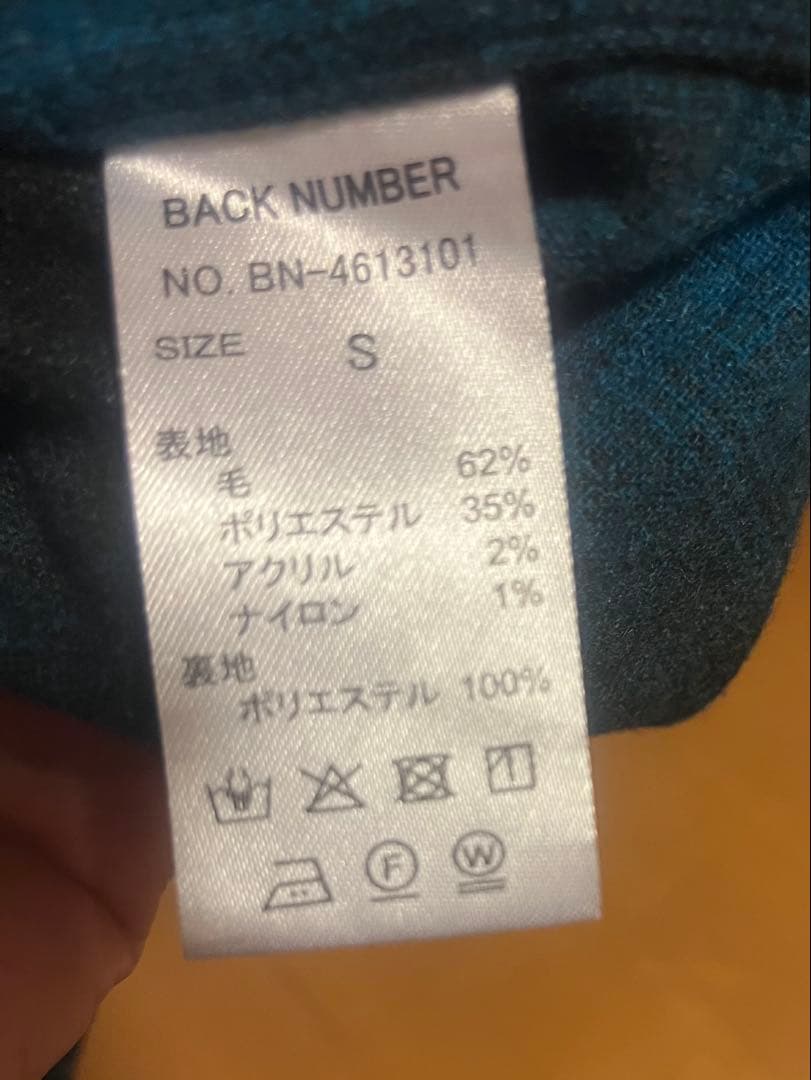 BACK NUMBER
NO. BN-4613101
SIZE S
表地
毛 62%
ポリエステル 35%
アクリル 2%
ナイロン 1%
裏地
ポリエステル 100%
F W